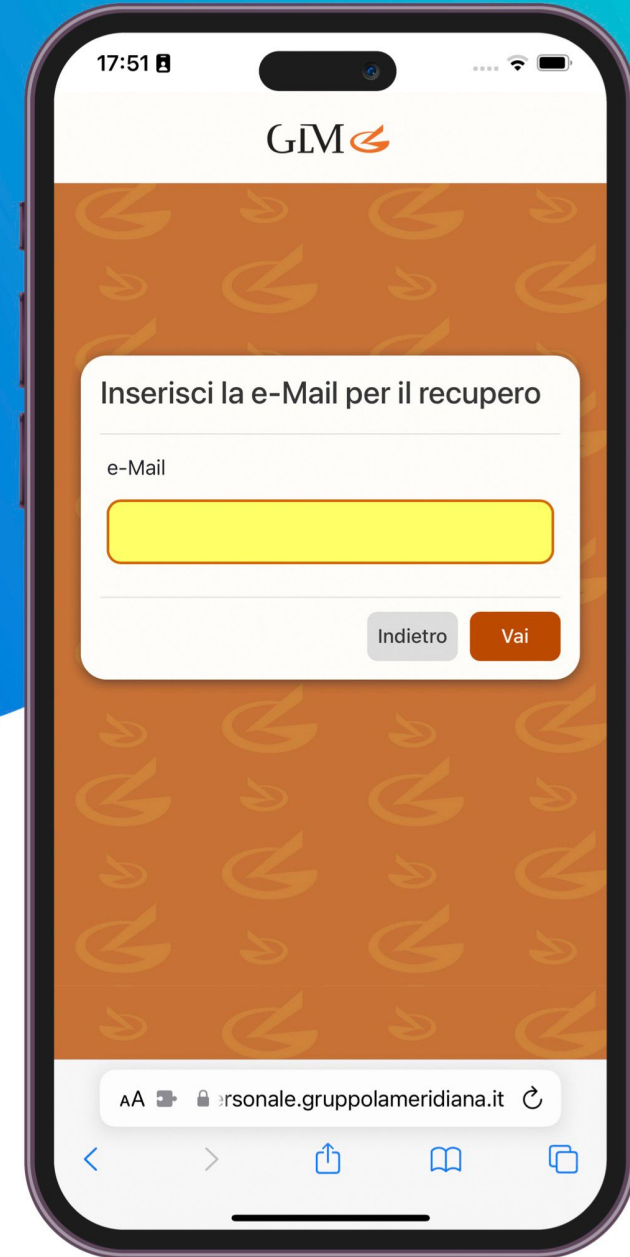 17:51
GLM
Inserisci la e-Mail per il recupero
e-Mail
Indietro Vai
AA ersonale.gruppolameridiana.it